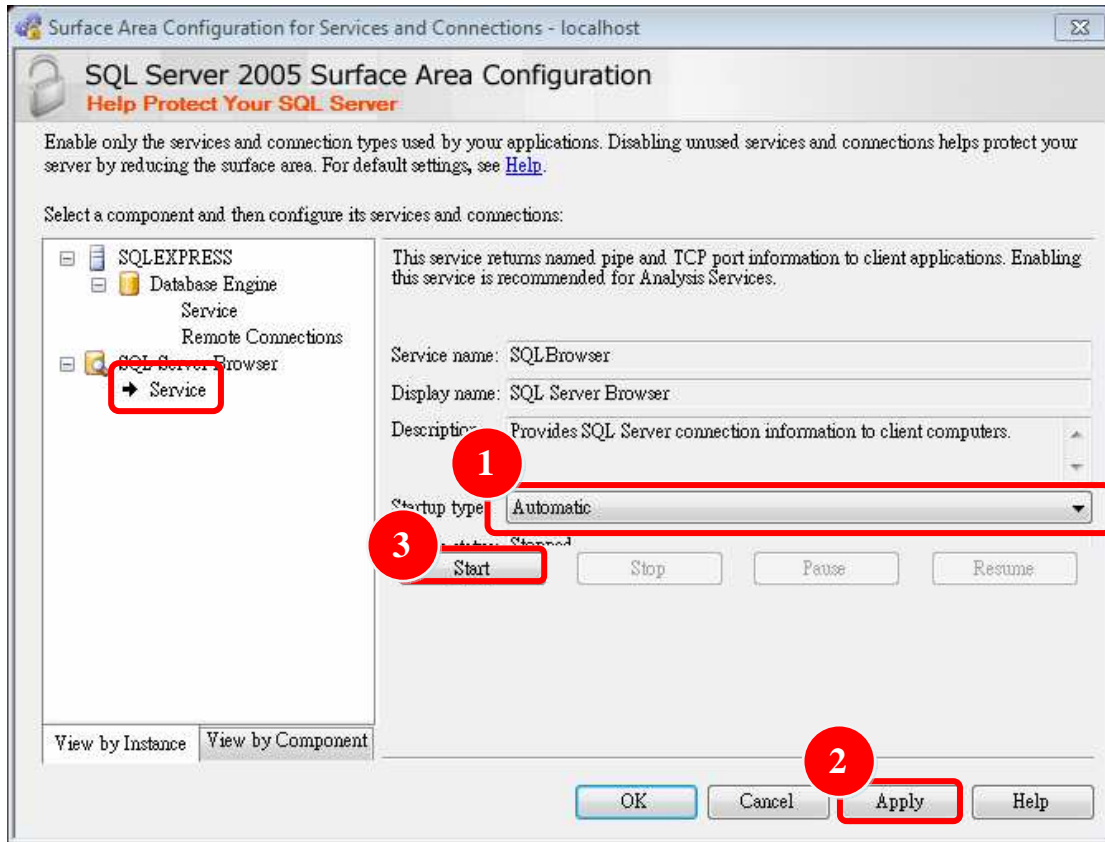 Surface Area Configuration for Services and Connections - localhost
SQL Server 2005 Surface Area Configuration
Help Protect Your SQL Server
Enable only the services and connection types used by your applications. Disabling unused services and connections helps protect your
server by reducing the surface area. For default settings, see Help.
Select a component and then configure its services and connections:
SQLEXPRESS
Database Engine
Service
Remote Connections
SQL Server Browser
Service
View by Instance
View by Component
This service returns named pipe and TCP port information to client applications. Enabling
this service is recommended for Analysis Services.
Service name: SQLBrowser
Display name: SQL Server Browser
Description Provides SQL Server connection information to client computers.
1
Startup type Automatic
3
status: Stopped
Start Stop Pause Resume
2
OK Cancel Apply Help